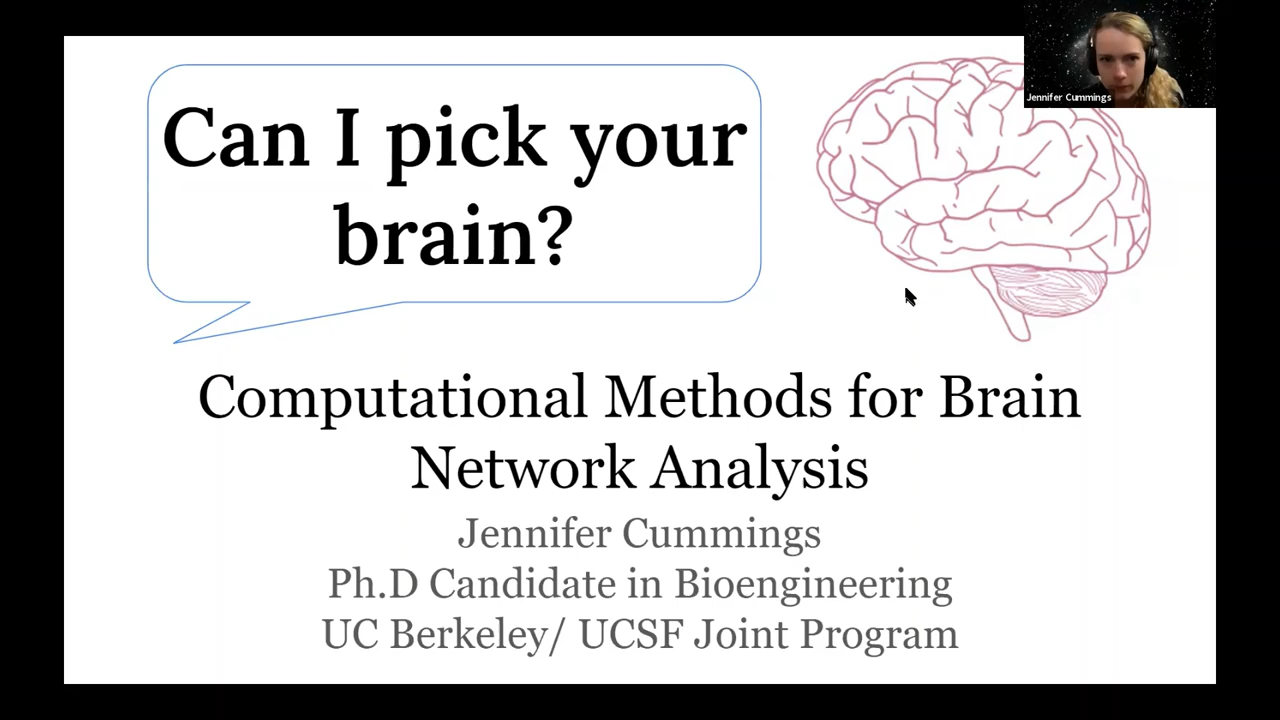 Can I pick your
brain?
Jennifer Cummings
Computational Methods for Brain
Network Analysis
Jennifer Cummings
Ph.D Candidate in Bioengineering
UC Berkeley/ UCSF Joint Program